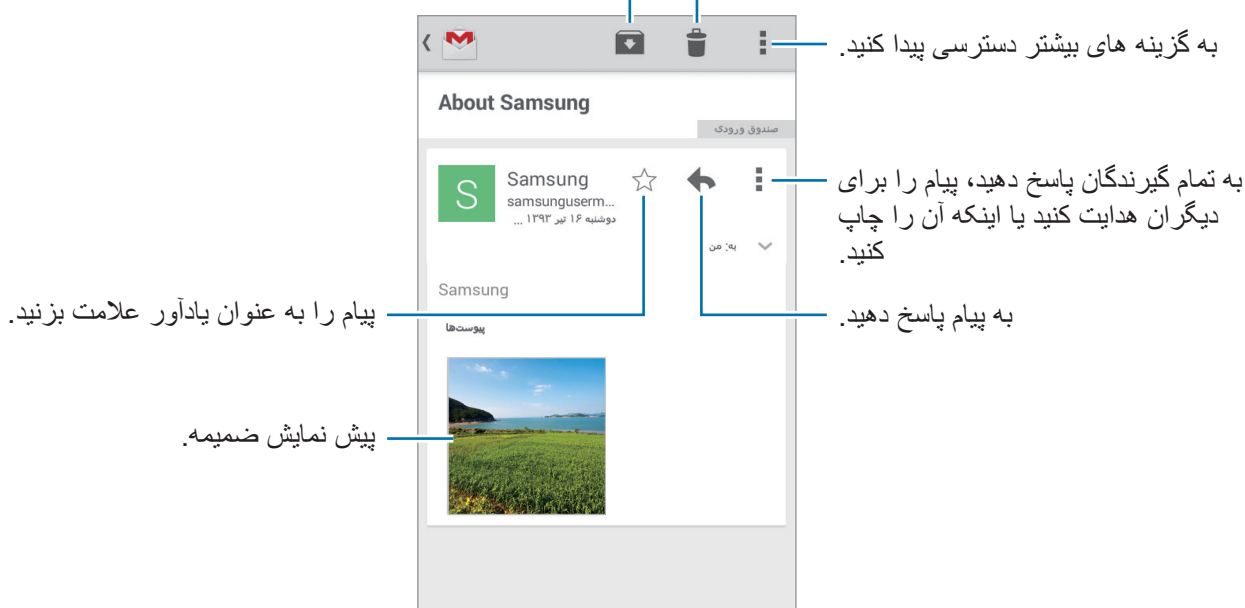 به گزینه های بیشتر دسترسی پیدا کنید.
About Samsung
صندوق ورودی
S
Samsung
samsunguserm...
دوشنبه ۱۶ تیر ۱۳۹۳ ...
به تمام گیرندگان پاسخ دهید، پیام را برای
دیگران هدایت کنید یا اینکه آن را چاپ
کنید.
به: من
Samsung
به پیام پاسخ دهید.
پیام را به عنوان یادآور علامت بزنید.
پیوست‌ها
پیش نمایش ضمیمه.